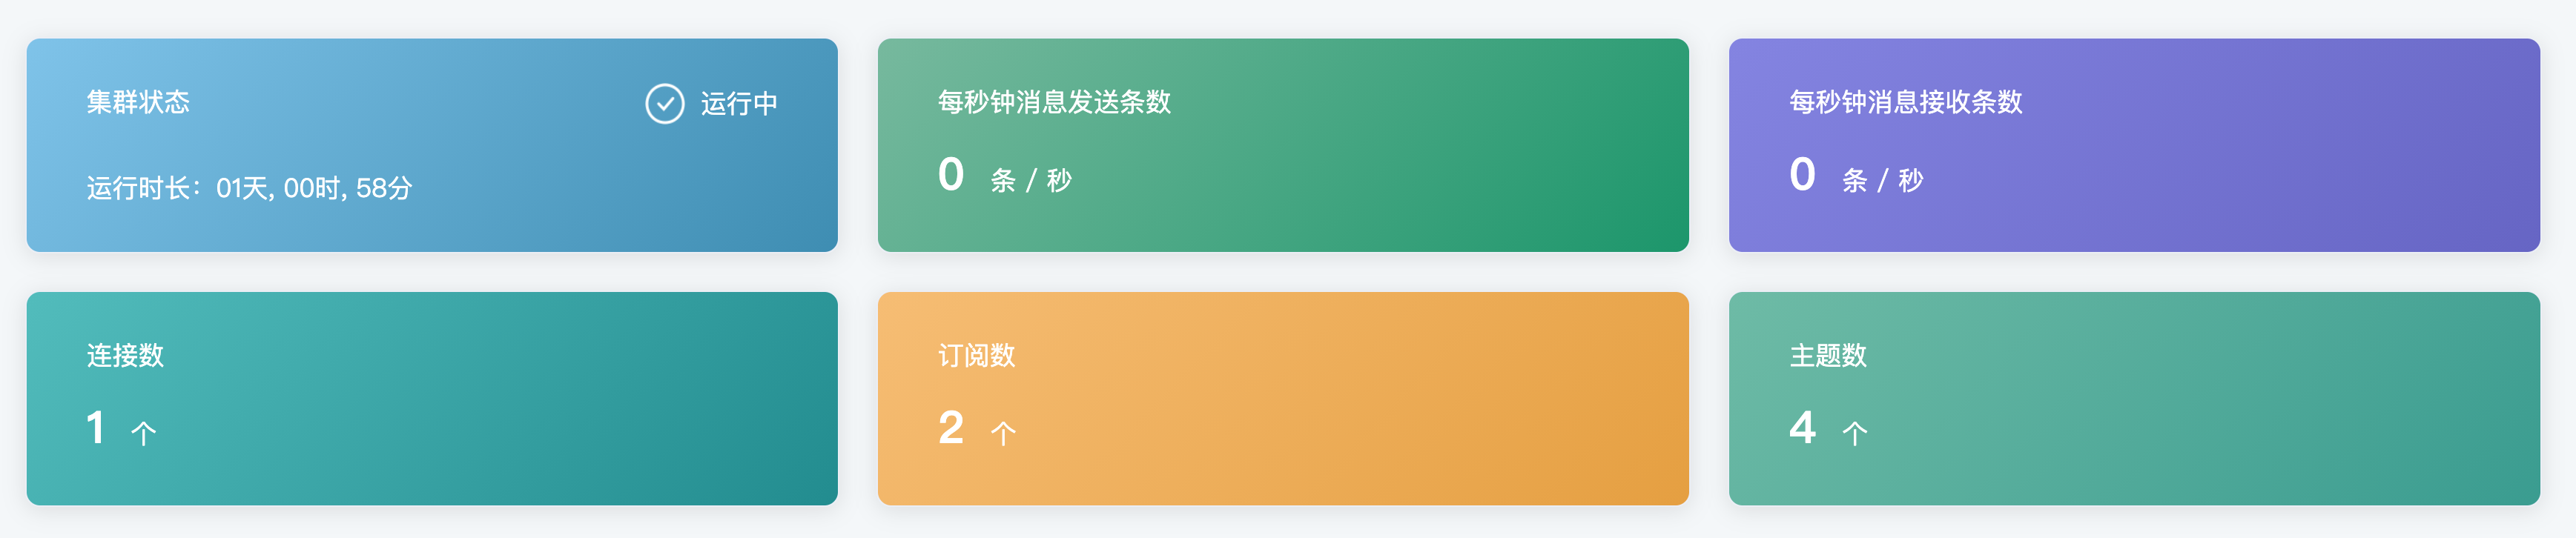 集群状态
运行中
运行时长：01天, 00时, 58分
每秒钟消息发送条数
0 条 / 秒
每秒钟消息接收条数
0 条 / 秒
连接数
1 个
订阅数
2 个
主题数
4 个